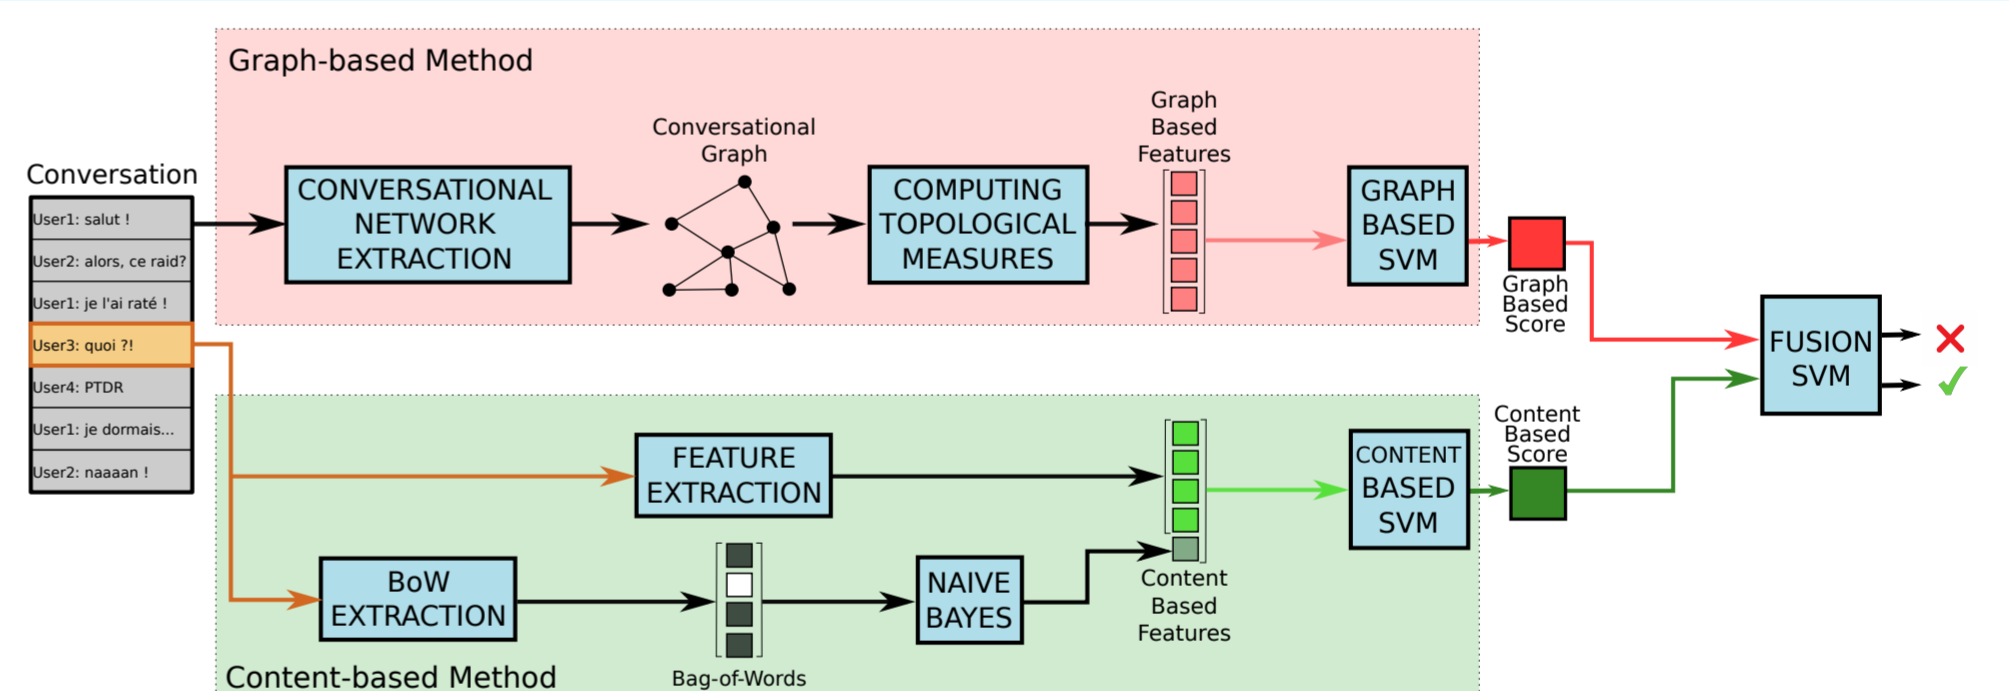 Graph-based Method
Conversation
User1: salut !
User2: alors, ce raid?
User1: je l'ai raté !
User3: quoi ?!
User4: PTDR
User1: je dormais...
User2: naaaan !
CONVERSATIONAL
NETWORK
EXTRACTION
Conversational
Graph
COMPUTING
TOPOLOGICAL
MEASURES
Graph
Based
Features
GRAPH
BASED
SVM
Graph
Based
Score
FEATURE
EXTRACTION
BoW
EXTRACTION
Bag-of-Words
NAIVE
BAYES
Content
Based
Features
CONTENT
BASED
SVM
Content
Based
Score
FUSION
SVM
Content-based Method